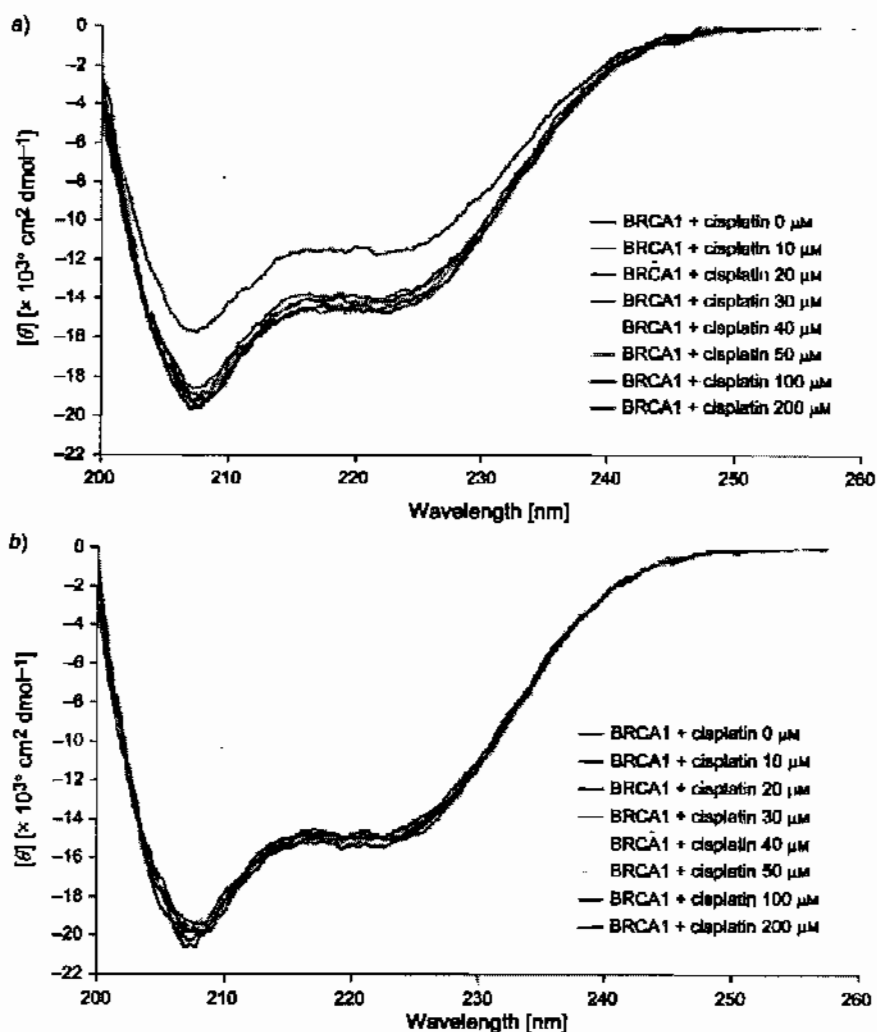 a)
0
−2
−4
−6
−8
−10
−12
−14
−16
−18
−20
−22
[θ] [× 10³° cm² dmol⁻¹]
BRCA1 + cisplatin 0 µM
BRCA1 + cisplatin 10 µM
BRCA1 + cisplatin 20 µM
BRCA1 + cisplatin 30 µM
BRCA1 + cisplatin 40 µM
BRCA1 + cisplatin 50 µM
BRCA1 + cisplatin 100 µM
BRCA1 + cisplatin 200 µM
200 210 220 230 240 250 260
Wavelength [nm]
b)
0
−2
−4
−6
−8
−10
−12
−14
−16
−18
−20
−22
[θ] [× 10³° cm² dmol⁻¹]
BRCA1 + cisplatin 0 µM
BRCA1 + cisplatin 10 µM
BRCA1 + cisplatin 20 µM
BRCA1 + cisplatin 30 µM
BRCA1 + cisplatin 40 µM
BRCA1 + cisplatin 50 µM
BRCA1 + cisplatin 100 µM
BRCA1 + cisplatin 200 µM
200 210 220 230 240 250 260
Wavelength [nm]